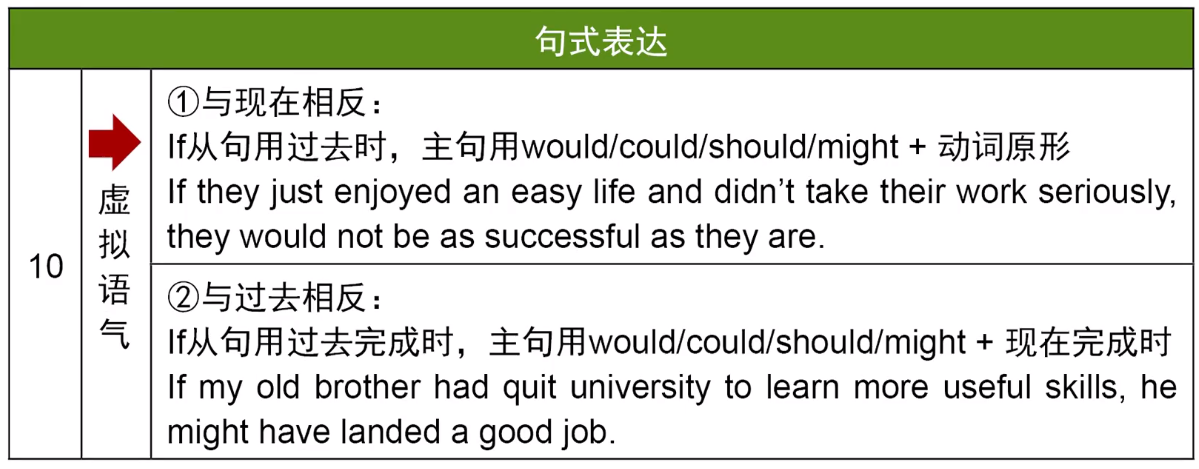 句式表达
10
虚拟语气
①与现在相反：
If从句用过去时，主句用would/could/should/might + 动词原形
If they just enjoyed an easy life and didn’t take their work seriously,
they would not be as successful as they are.
②与过去相反：
If从句用过去完成时，主句用would/could/should/might + 现在完成时
If my old brother had quit university to learn more useful skills, he
might have landed a good job.